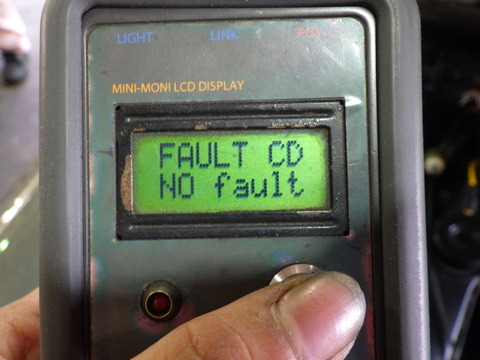 LIGHT LINK
MINI-MONI LCD DISPLAY
FAULT CD
NO fault